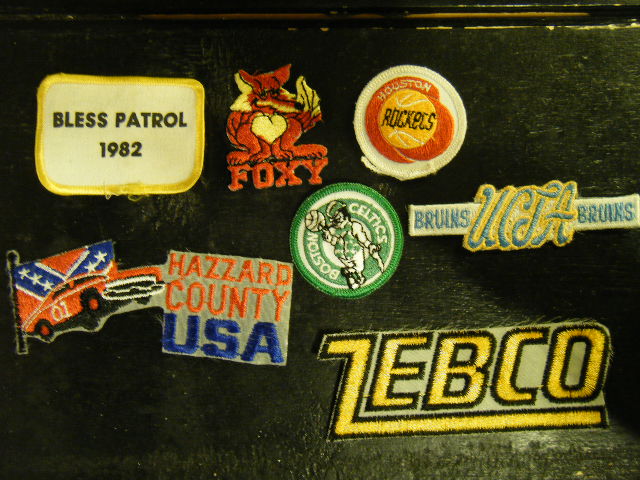 BLESS PATROL
1982
FOXY
HOUSTON
ROCKETS
BOSTON CELTICS
BRUINS UCLA BRUINS
01
HAZZARD
COUNTY
USA
ZEBCO